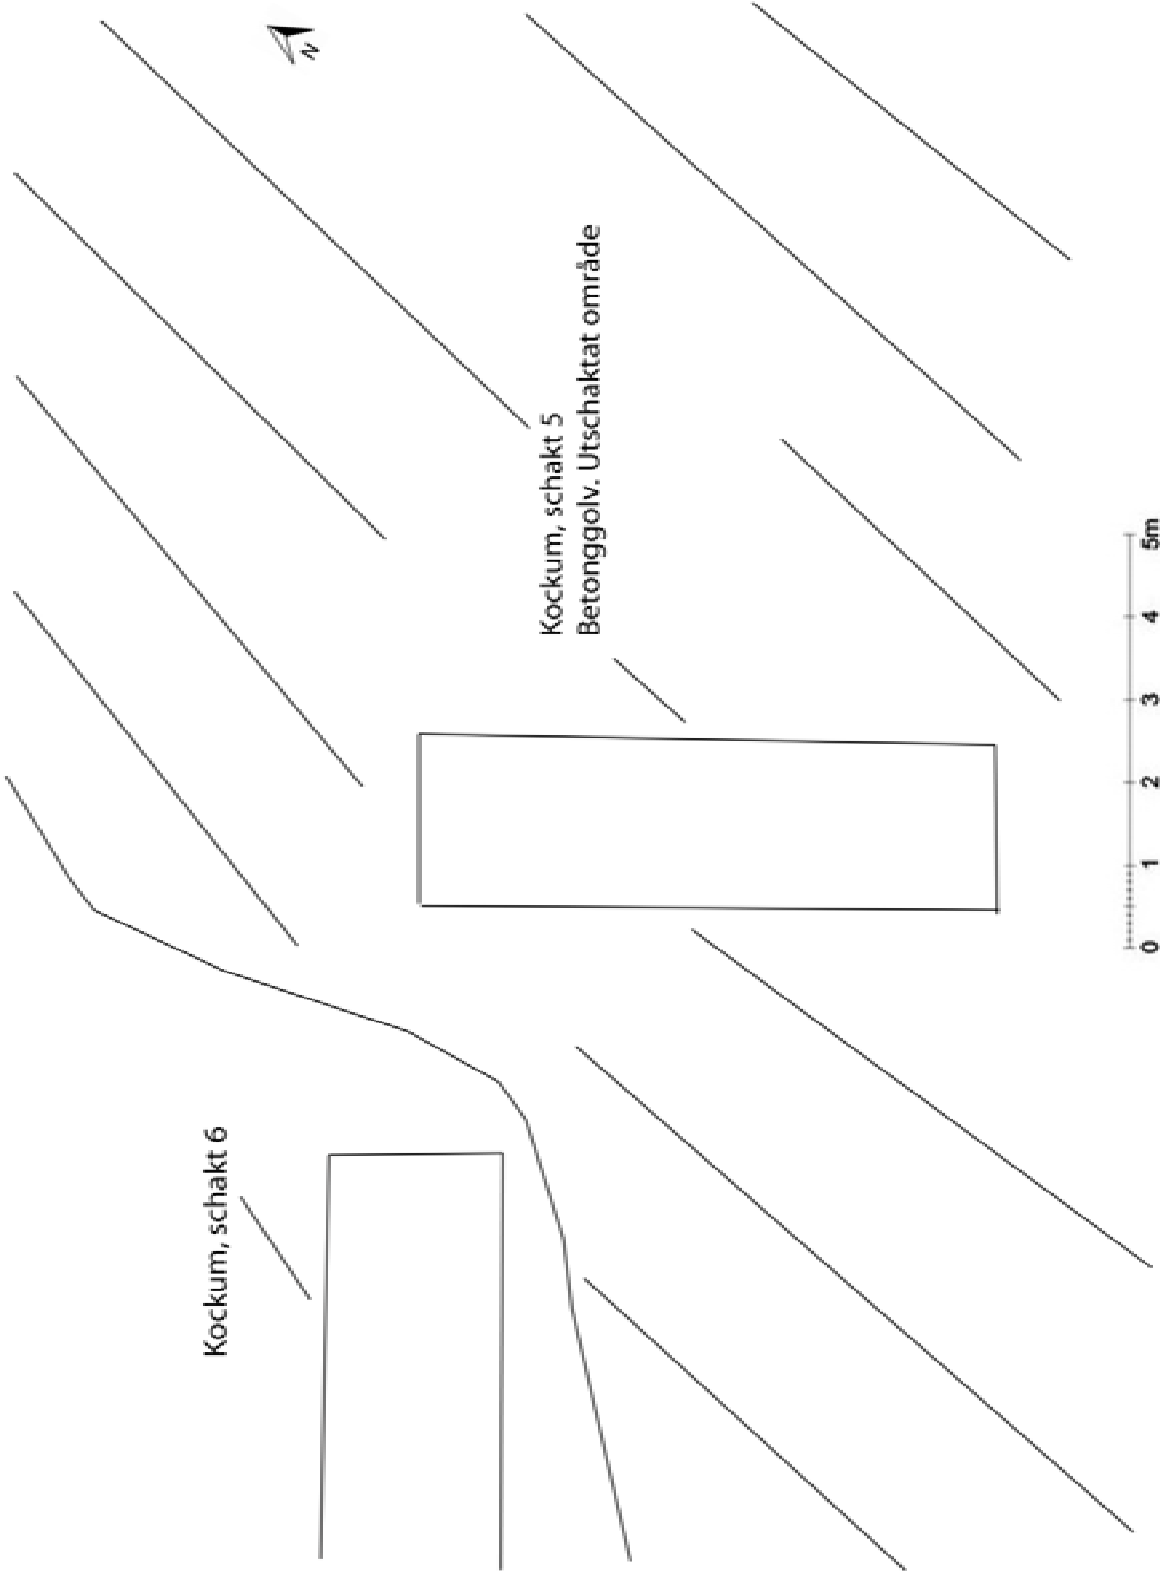 N
Kockum, schakt 5
Betonggolv. Utschaktat område
Kockum, schakt 6
0 1 2 3 4 5m